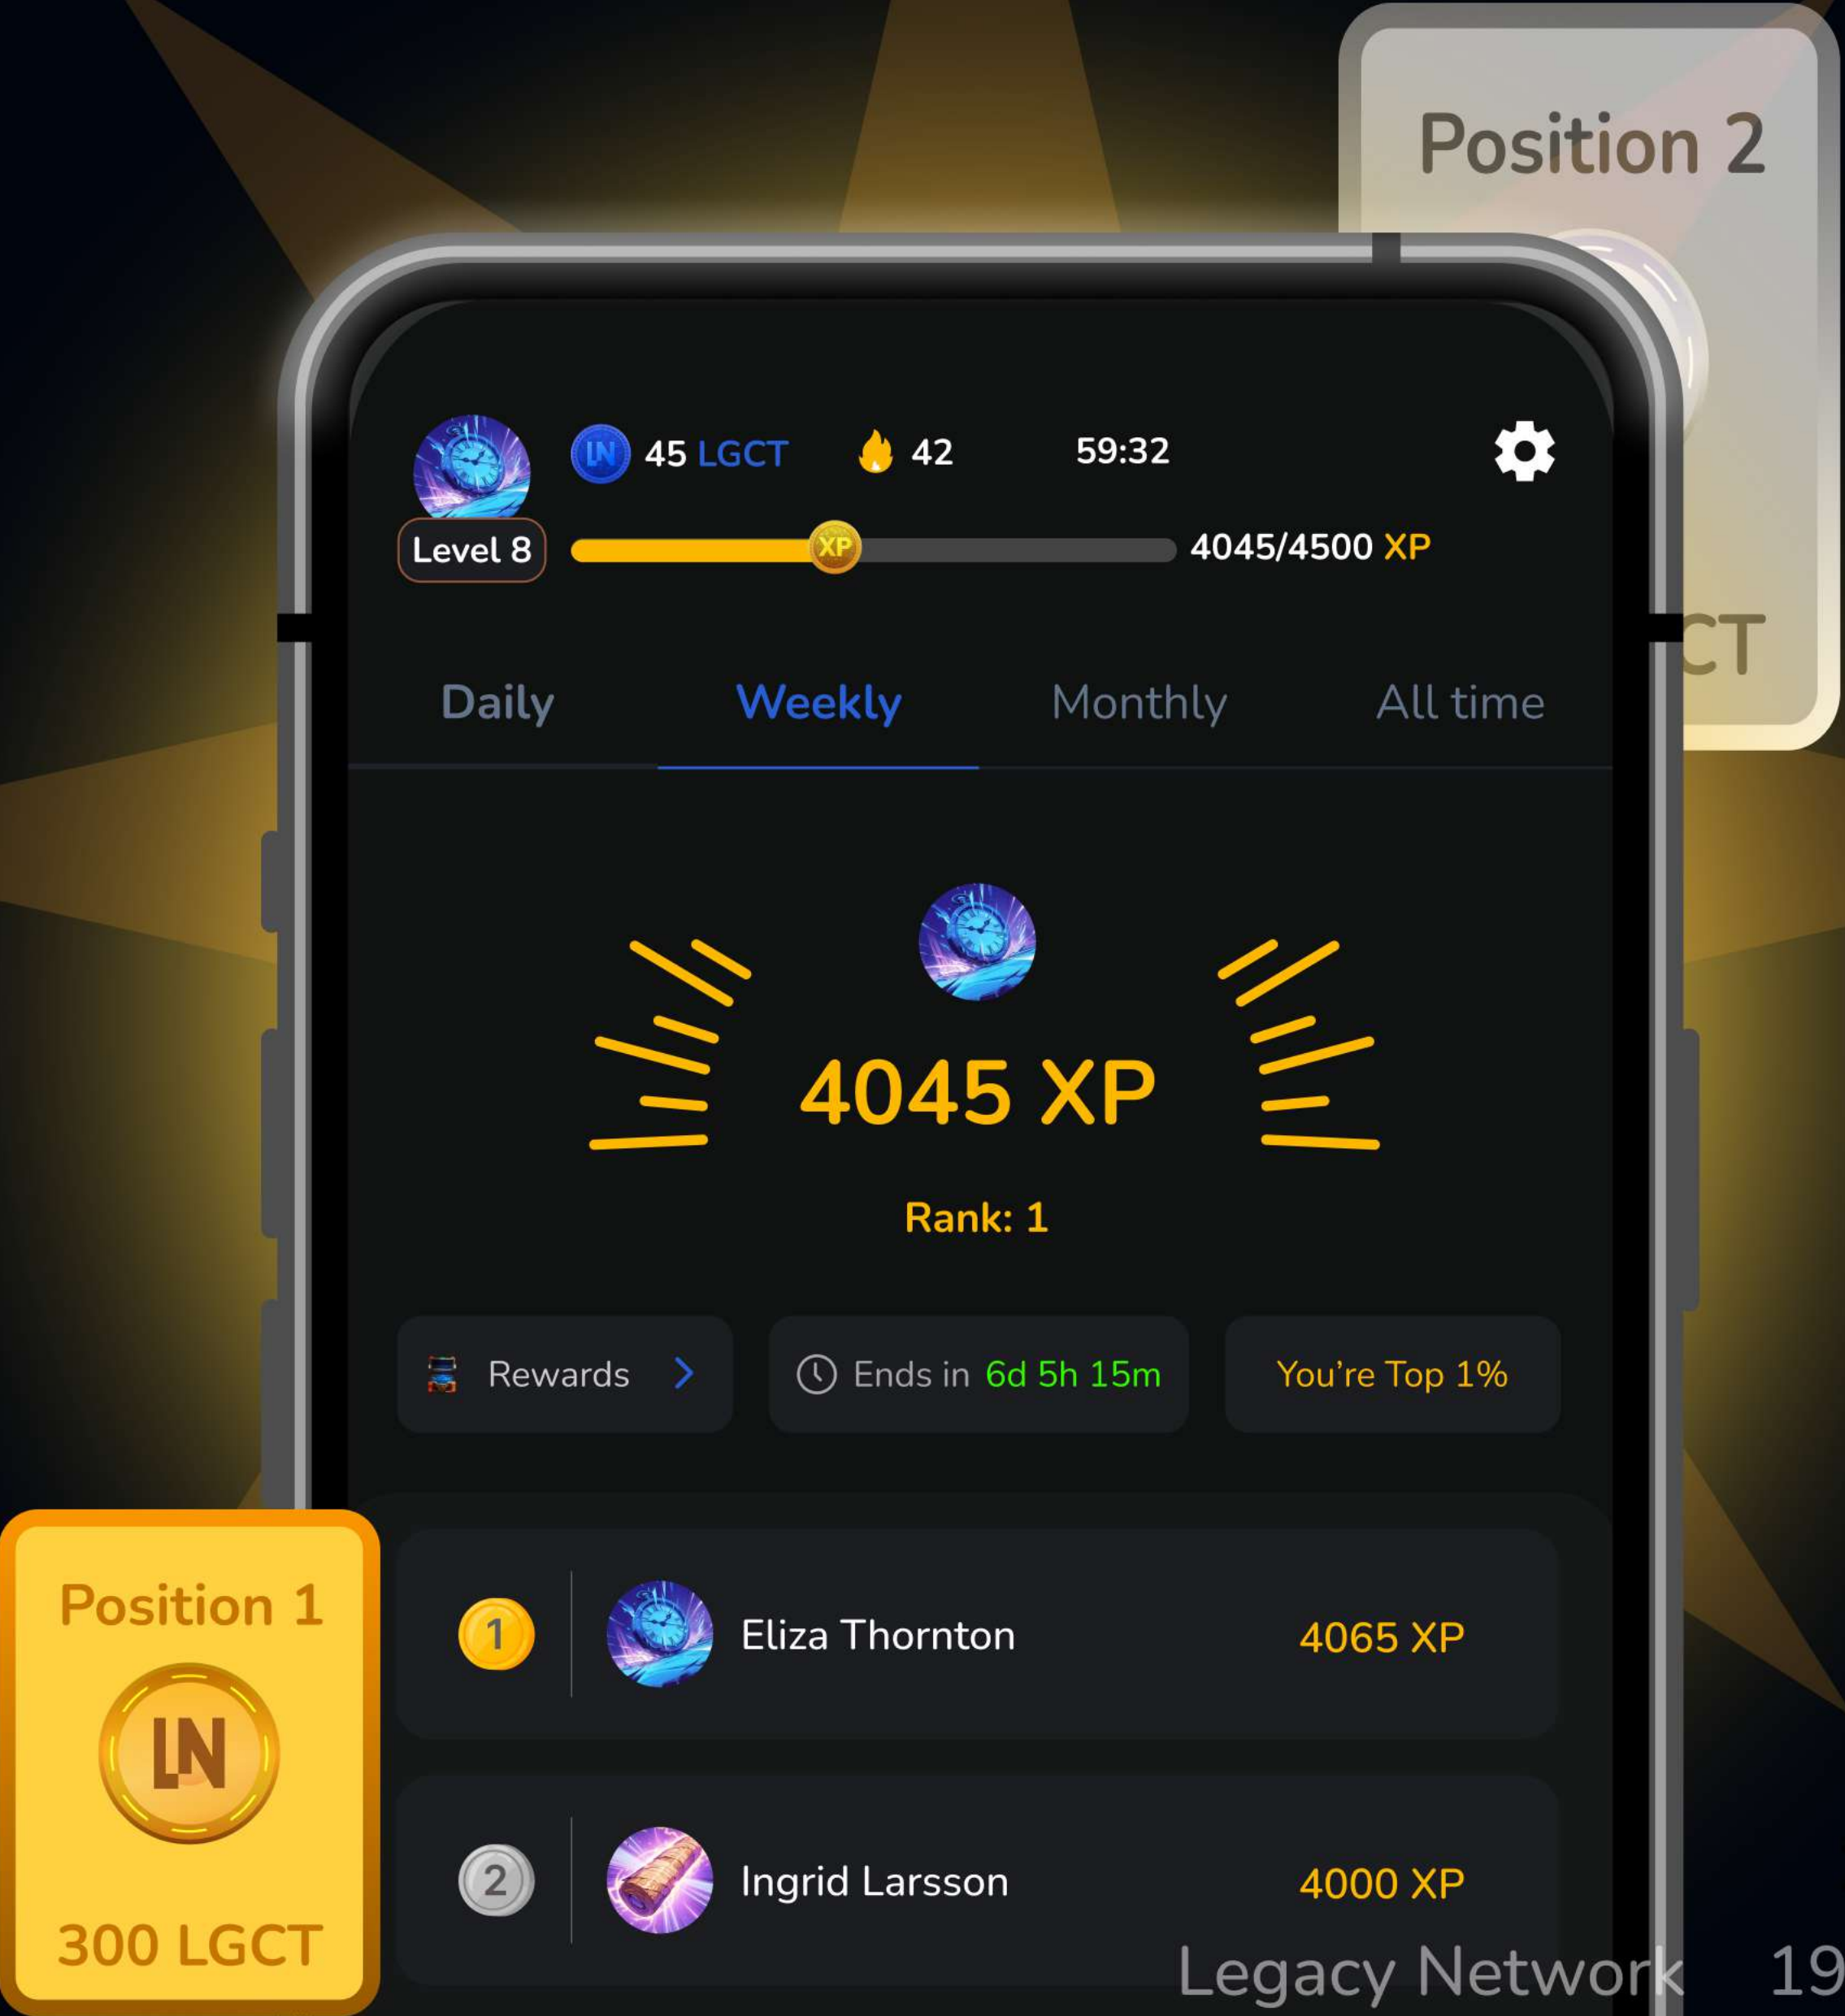 Position 2
LN
45 LGCT
42
59:32
Level 8
XP
4045/4500 XP
CT
Daily
Weekly
Monthly
All time
4045 XP
Rank: 1
Rewards
Ends in 6d 5h 15m
You're Top 1%
Position 1
LN
300 LGCT
1
Eliza Thornton
4065 XP
2
Ingrid Larsson
4000 XP
Legacy Network
19